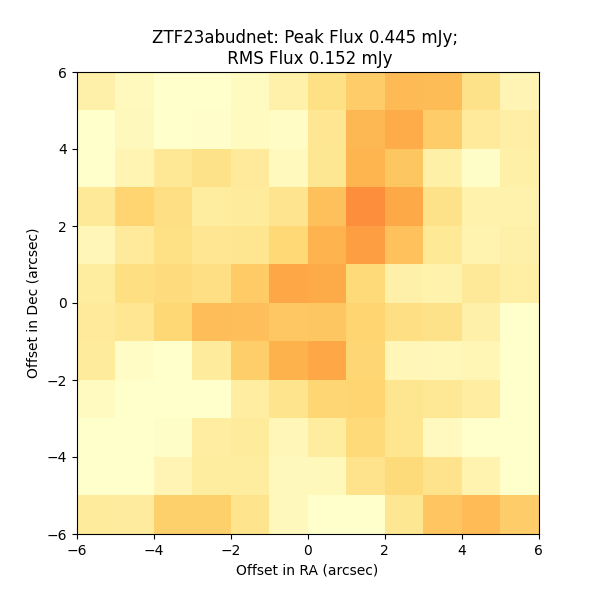 ZTF23abudnet: Peak Flux 0.445 mJy;
RMS Flux 0.152 mJy
6
4
2
0
−2
−4
−6
Offset in Dec (arcsec)
−6 −4 −2 0 2 4 6
Offset in RA (arcsec)